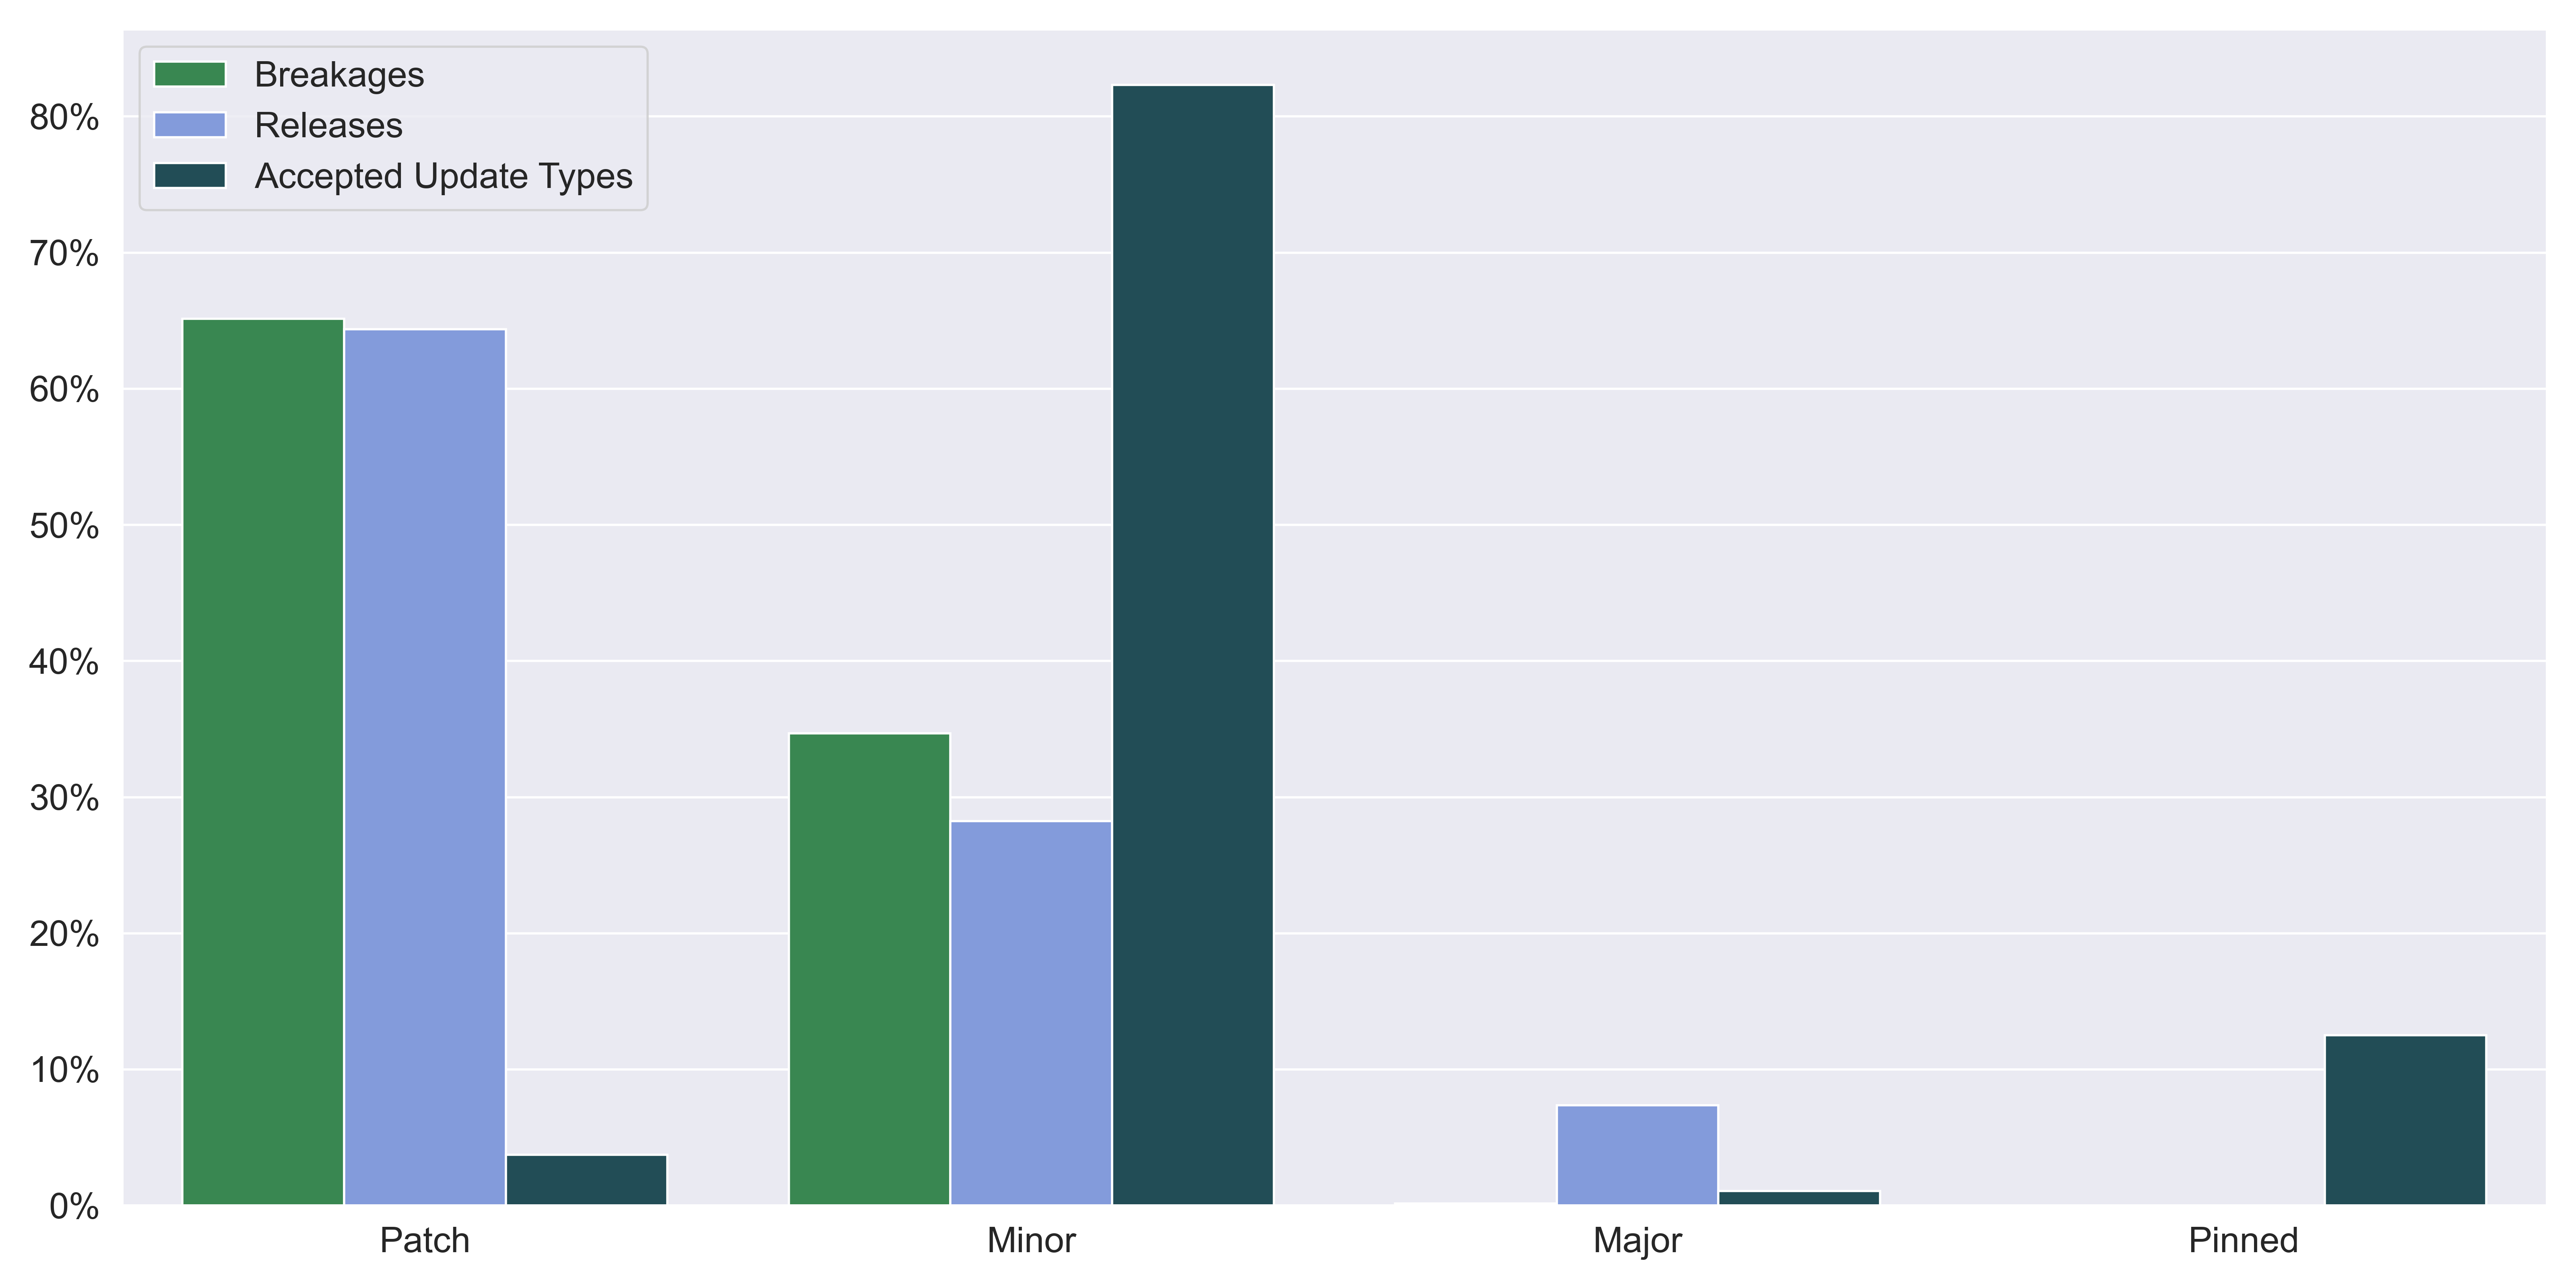 Breakages
Releases
Accepted Update Types
80%
70%
60%
50%
40%
30%
20%
10%
0%
Patch Minor Major Pinned